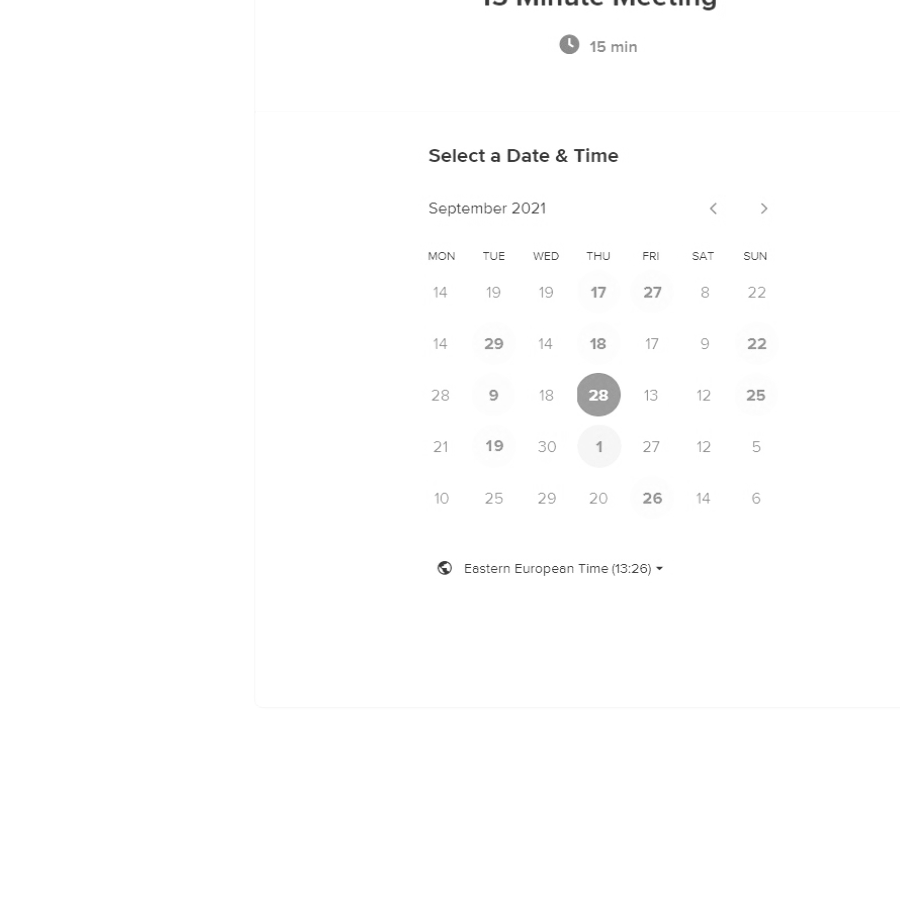 15 Minute Meeting
15 min
Select a Date & Time
September 2021
MON TUE WED THU FRI SAT SUN
14 19 19 17 27 8 22
14 29 14 18 17 9 22
28 9 18 28 13 12 25
21 19 30 1 27 12 5
10 25 29 20 26 14 6
Eastern European Time (13:26)